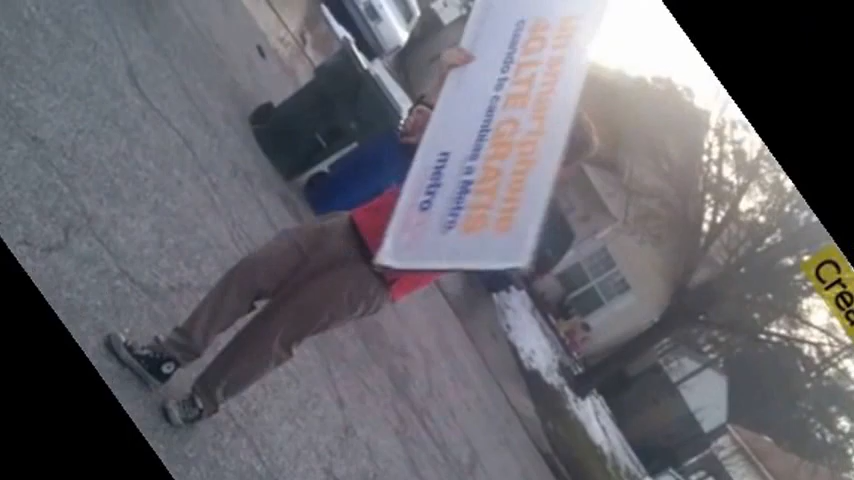 un smartphone
4G LTE GRATIS
cuando te cambias a Metro.
metro
Crea